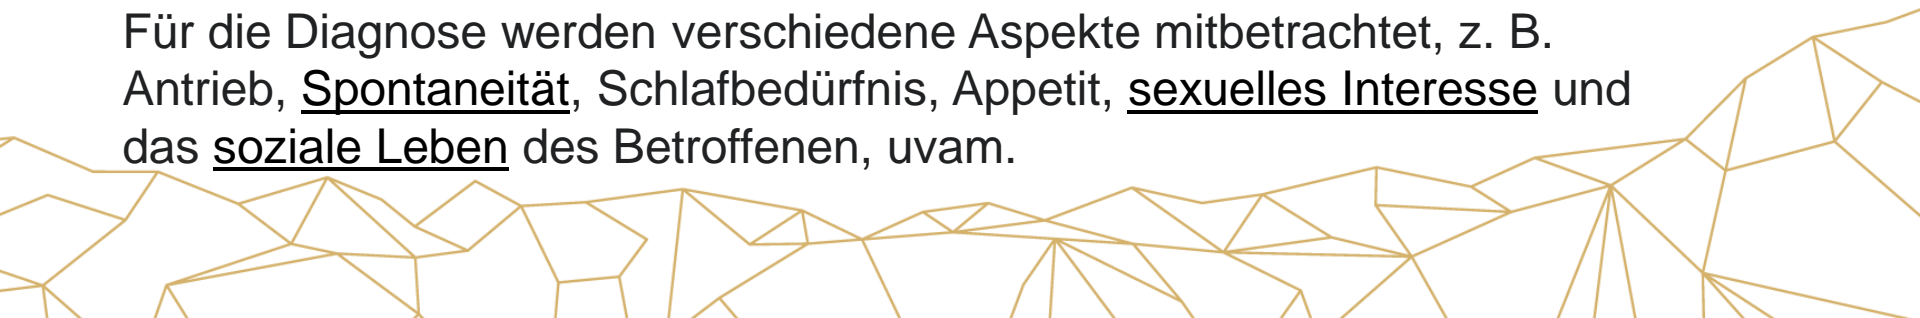 Für die Diagnose werden verschiedene Aspekte mitbetrachtet, z. B.
Antrieb, Spontaneität, Schlafbedürfnis, Appetit, sexuelles Interesse und
das soziale Leben des Betroffenen, uvam.